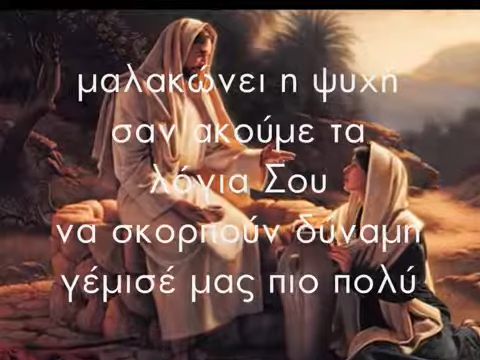 μαλακώνει η ψυχή
σαν ακούμε τα
λόγια Σου
να σκορπούν δύναμη
γέμισέ μας πιο πολύ